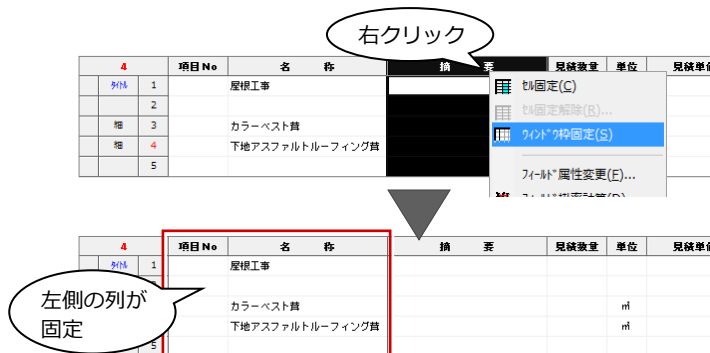 右クリック
4 項目No 名 称 摘 要 見積数量 単位 見積単価
ﾀｲﾄﾙ 1 屋根工事
2
細 3 カラーベスト葺
細 4 下地アスファルトルーフィング葺
5
ｾﾙ固定(C)
ｾﾙ固定解除(R)...
ｳｨﾝﾄﾞｳ枠固定(S)
ﾌｨｰﾙﾄﾞ属性変更(F)...
4 項目No 名 称 摘 要 見積数量 単位 見積単価
ﾀｲﾄﾙ 1 屋根工事
カラーベスト葺 ㎡
下地アスファルトルーフィング葺 ㎡
5
左側の列が
固定